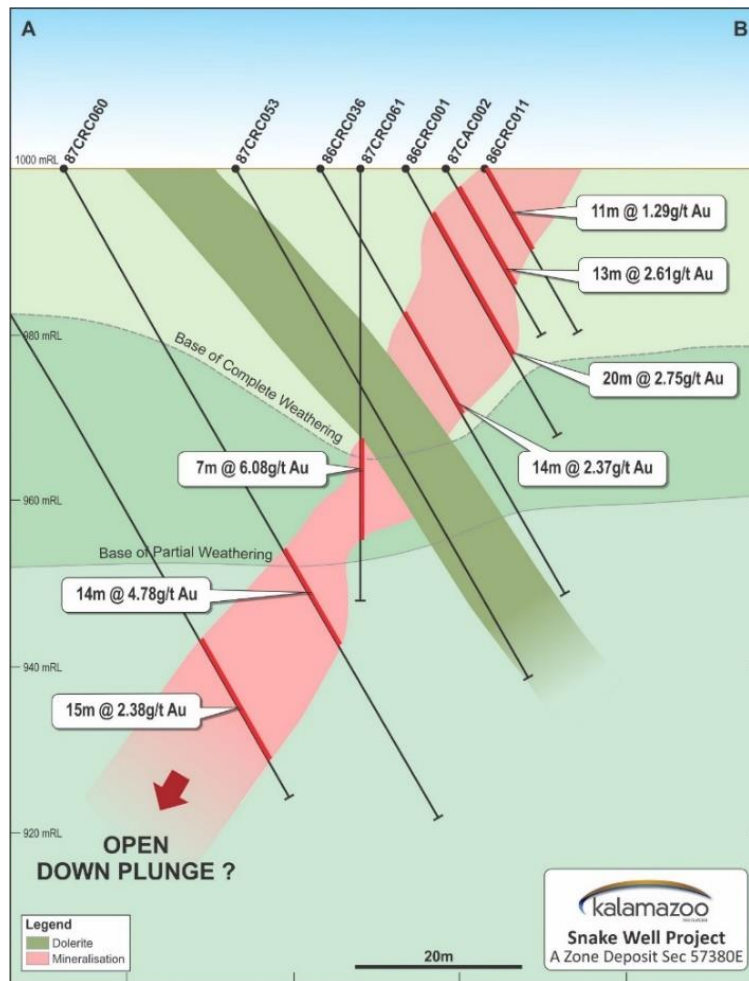 A
B
87CRC060
87CRC053
86CRC036
87CRC061
86CRC001
87CAC002
86CRC011
1000 mRL
11m @ 1.29g/t Au
13m @ 2.61g/t Au
980 mRL
Base of Complete Weathering
20m @ 2.75g/t Au
7m @ 6.08g/t Au
14m @ 2.37g/t Au
960 mRL
Base of Partial Weathering
14m @ 4.78g/t Au
940 mRL
15m @ 2.38g/t Au
920 mRL
OPEN
DOWN PLUNGE ?
Legend
Dolerite
Mineralisation
20m
kalamazoo
Snake Well Project
A Zone Deposit Sec 57380E